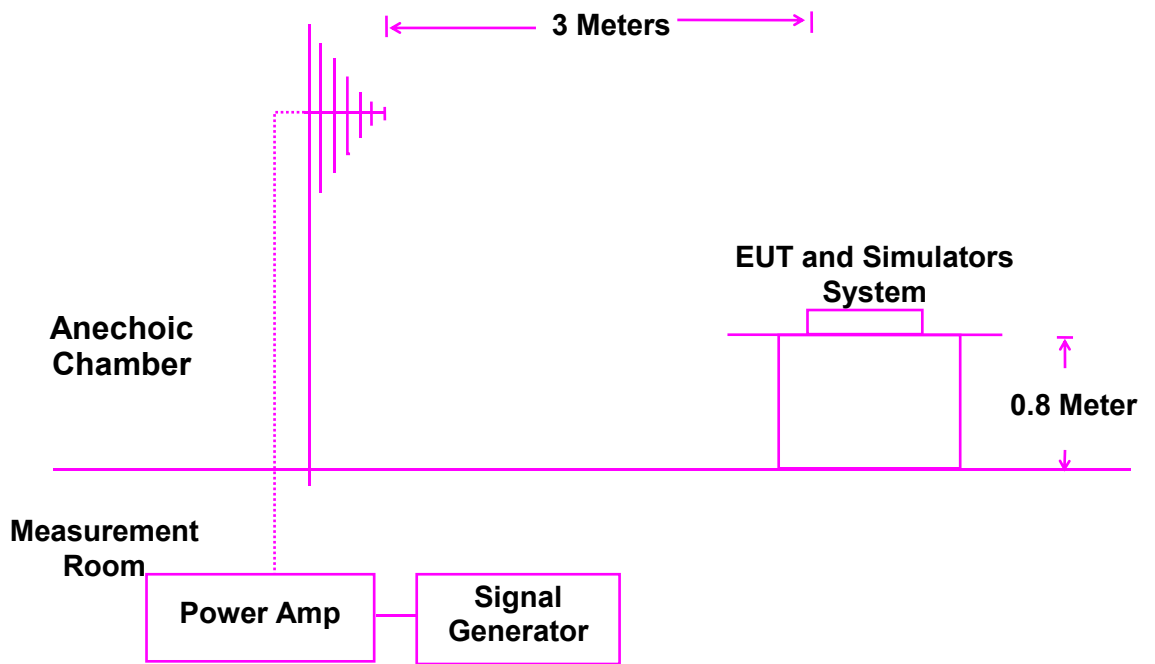 3 Meters
EUT and Simulators
System
Anechoic
Chamber
0.8 Meter
Measurement
Room
Power Amp
Signal
Generator